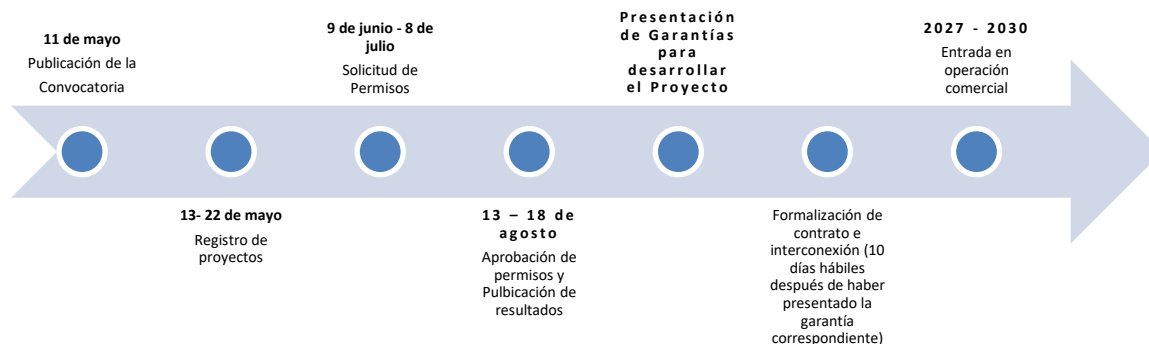 11 de mayo
Publicación de la
Convocatoria
13- 22 de mayo
Registro de
proyectos
9 de junio - 8 de
julio
Solicitud de
Permisos
13 – 18 de
agosto
Aprobación de
permisos y
Pulbicación de
resultados
Presentación
de Garantías
para
desarrollar
el Proyecto
Formalización de
contrato e
interconexión (10
días hábiles
después de haber
presentado la
garantía
correspondiente)
2027 - 2030
Entrada en
operación
comercial